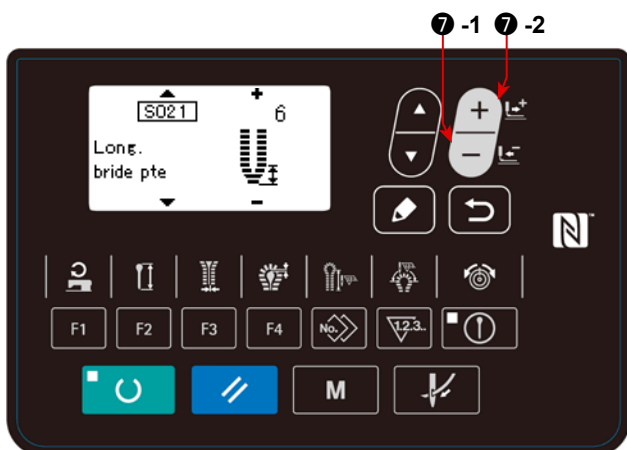 ❼ -1 ❼ -2
S021
+
6
Long.
bride pte
−
+
−
N
F1
F2
F3
F4
No.
1.2.3..
M